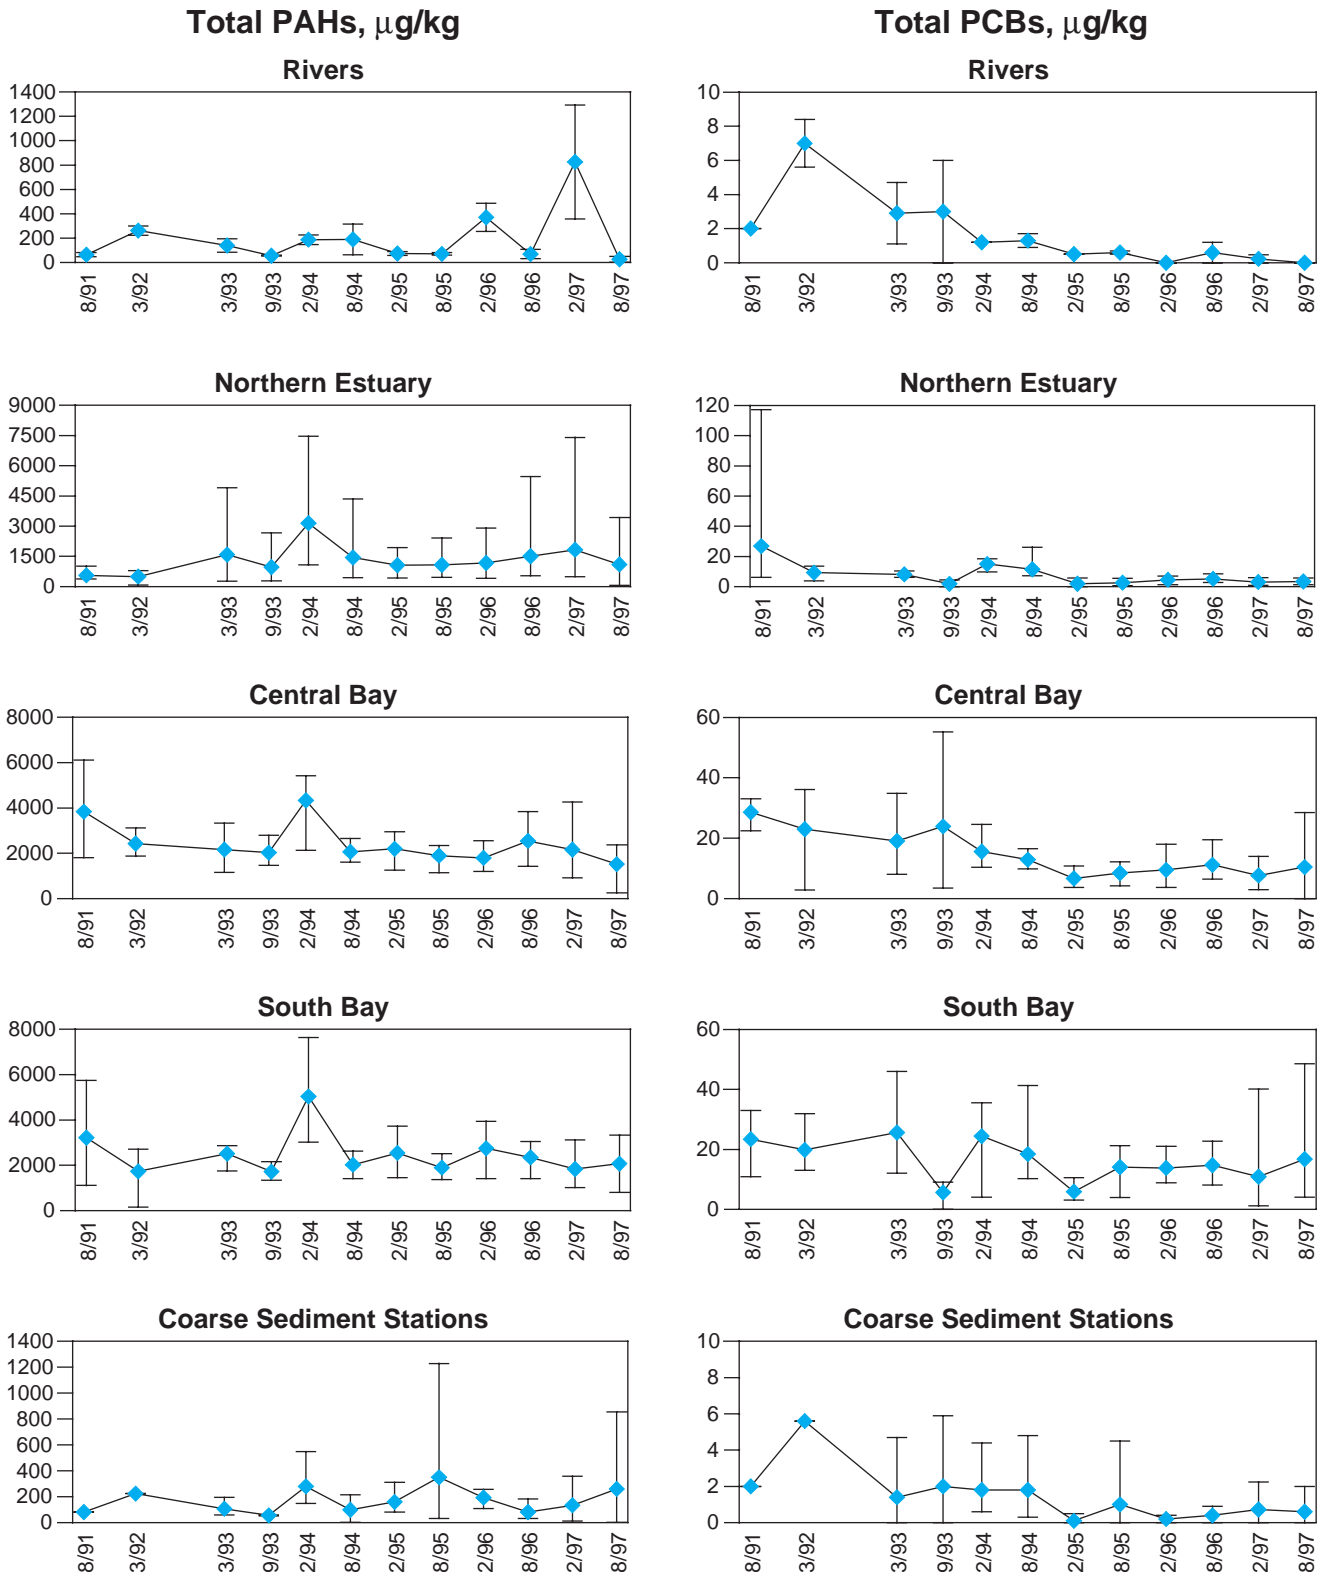 Total PAHs, μg/kg
Rivers
1400
1200
1000
800
600
400
200
0
8/91 3/92 3/93 9/93 2/94 8/94 2/95 8/95 2/96 8/96 2/97 8/97
Northern Estuary
9000
7500
6000
4500
3000
1500
0
8/91 3/92 3/93 9/93 2/94 8/94 2/95 8/95 2/96 8/96 2/97 8/97
Central Bay
8000
6000
4000
2000
0
8/91 3/92 3/93 9/93 2/94 8/94 2/95 8/95 2/96 8/96 2/97 8/97
South Bay
8000
6000
4000
2000
0
8/91 3/92 3/93 9/93 2/94 8/94 2/95 8/95 2/96 8/96 2/97 8/97
Coarse Sediment Stations
1400
1200
1000
800
600
400
200
0
8/91 3/92 3/93 9/93 2/94 8/94 2/95 8/95 2/96 8/96 2/97 8/97
Total PCBs, μg/kg
Rivers
10
8
6
4
2
0
8/91 3/92 3/93 9/93 2/94 8/94 2/95 8/95 2/96 8/96 2/97 8/97
Northern Estuary
120
100
80
60
40
20
0
8/91 3/92 3/93 9/93 2/94 8/94 2/95 8/95 2/96 8/96 2/97 8/97
Central Bay
60
40
20
0
8/91 3/92 3/93 9/93 2/94 8/94 2/95 8/95 2/96 8/96 2/97 8/97
South Bay
60
40
20
0
8/91 3/92 3/93 9/93 2/94 8/94 2/95 8/95 2/96 8/96 2/97 8/97
Coarse Sediment Stations
10
8
6
4
2
0
8/91 3/92 3/93 9/93 2/94 8/94 2/95 8/95 2/96 8/96 2/97 8/97